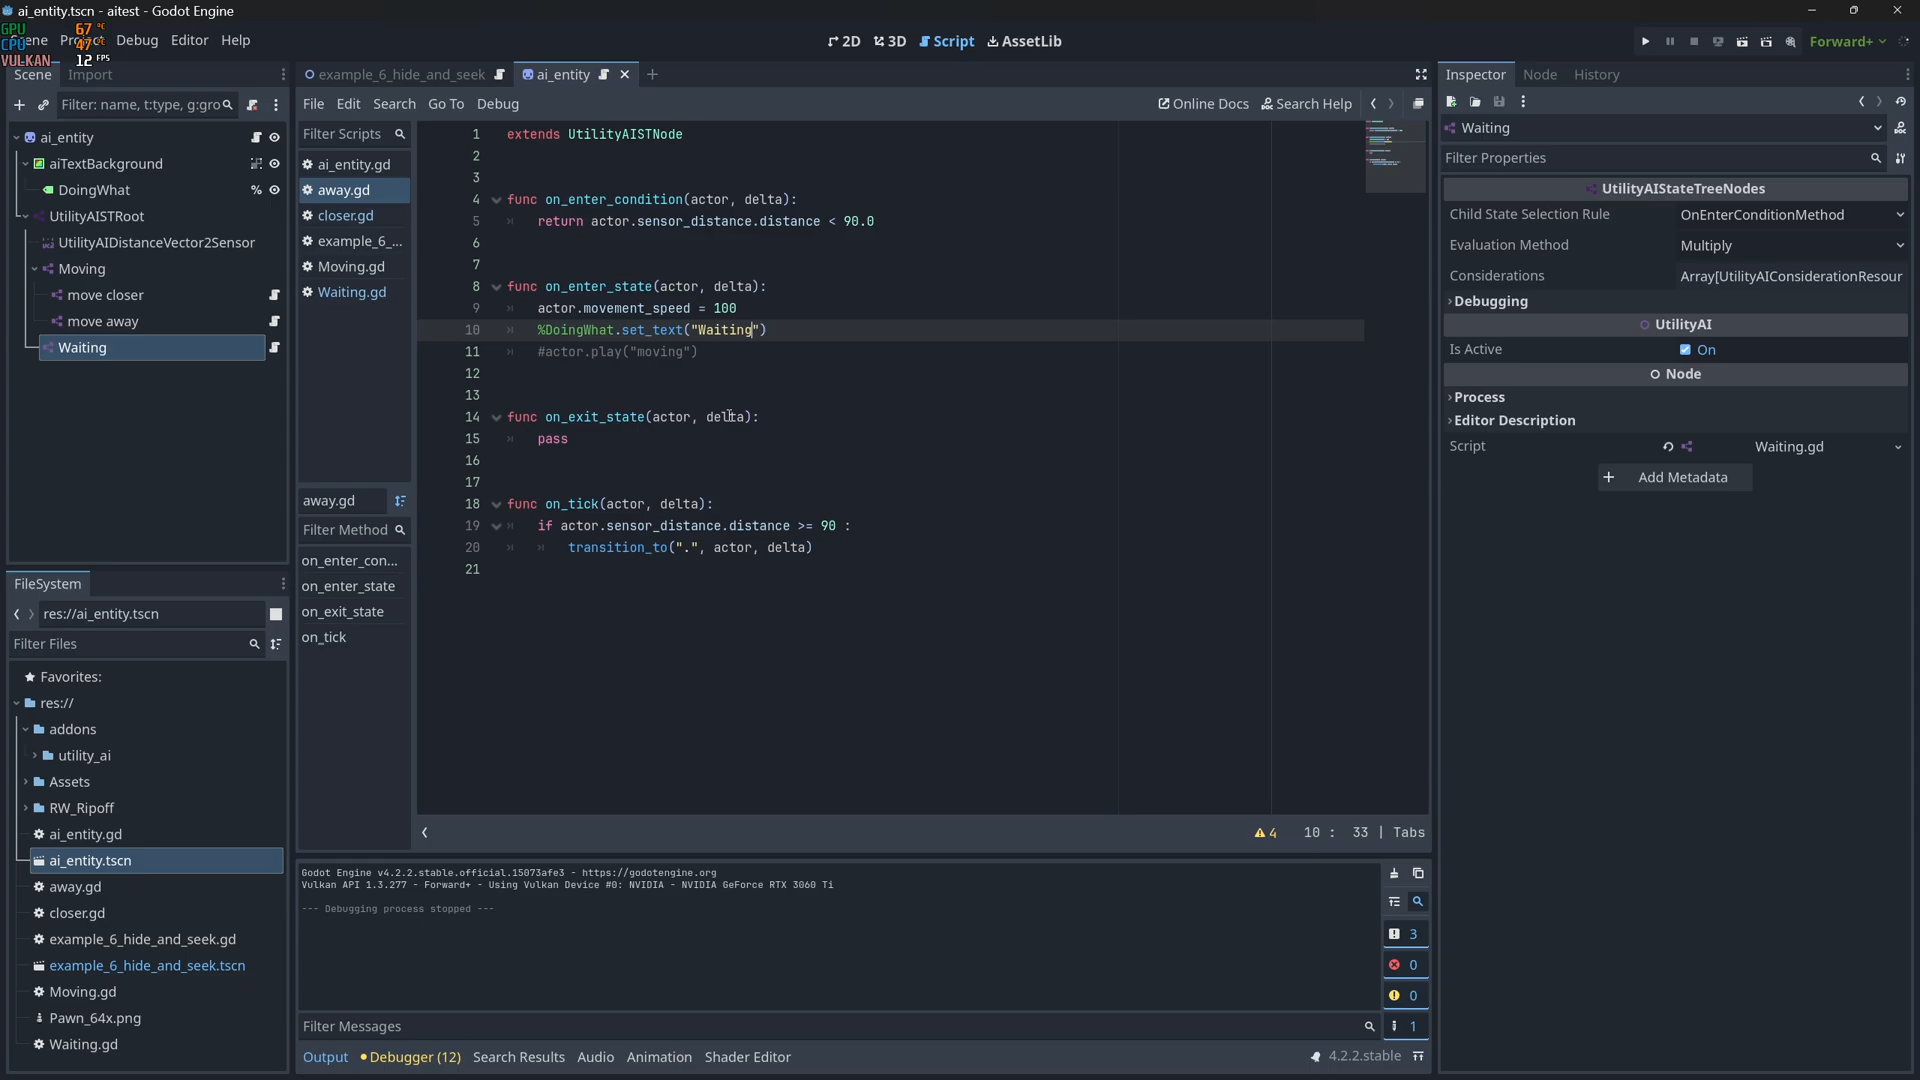 ai_entity.tscn - aitest - Godot Engine
GPU 67 °C
CPU 47 °C
VULKAN 12 FPS
Debug Editor Help
2D 3D Script AssetLib
Forward+
Scene Import
example_6_hide_and_seek ai_entity
Inspector Node History
Filter: name, t:type, g:gro
File Edit Search Go To Debug
Online Docs Search Help
ai_entity
aiTextBackground
DoingWhat %
UtilityAISTRoot
UtilityAIDistanceVector2Sensor
Moving
move closer
move away
Waiting
Filter Scripts
ai_entity.gd
away.gd
closer.gd
example_6_...
Moving.gd
Waiting.gd
away.gd
Filter Method
on_enter_con...
on_enter_state
on_exit_state
on_tick
1 extends UtilityAISTNode
2
3
4 func on_enter_condition(actor, delta):
5 return actor.sensor_distance.distance < 90.0
6
7
8 func on_enter_state(actor, delta):
9 actor.movement_speed = 100
10 %DoingWhat.set_text("Waiting")
11 #actor.play("moving")
12
13
14 func on_exit_state(actor, delta):
15 pass
16
17
18 func on_tick(actor, delta):
19 if actor.sensor_distance.distance >= 90 :
20 transition_to(".", actor, delta)
21
4 10 : 33 | Tabs
Waiting
Filter Properties
UtilityAIStateTreeNodes
Child State Selection Rule OnEnterConditionMethod
Evaluation Method Multiply
Considerations Array[UtilityAIConsiderationResour
Debugging
UtilityAI
Is Active On
Node
Process
Editor Description
Script Waiting.gd
Add Metadata
FileSystem
res://ai_entity.tscn
Filter Files
Favorites:
res://
addons
utility_ai
Assets
RW_Ripoff
ai_entity.gd
ai_entity.tscn
away.gd
closer.gd
example_6_hide_and_seek.gd
example_6_hide_and_seek.tscn
Moving.gd
Pawn_64x.png
Waiting.gd
Godot Engine v4.2.2.stable.official.15073afe3 - https://godotengine.org
Vulkan API 1.3.277 - Forward+ - Using Vulkan Device #0: NVIDIA - NVIDIA GeForce RTX 3060 Ti
--- Debugging process stopped ---
3
0
0
1
Filter Messages
Output Debugger (12) Search Results Audio Animation Shader Editor
4.2.2.stable